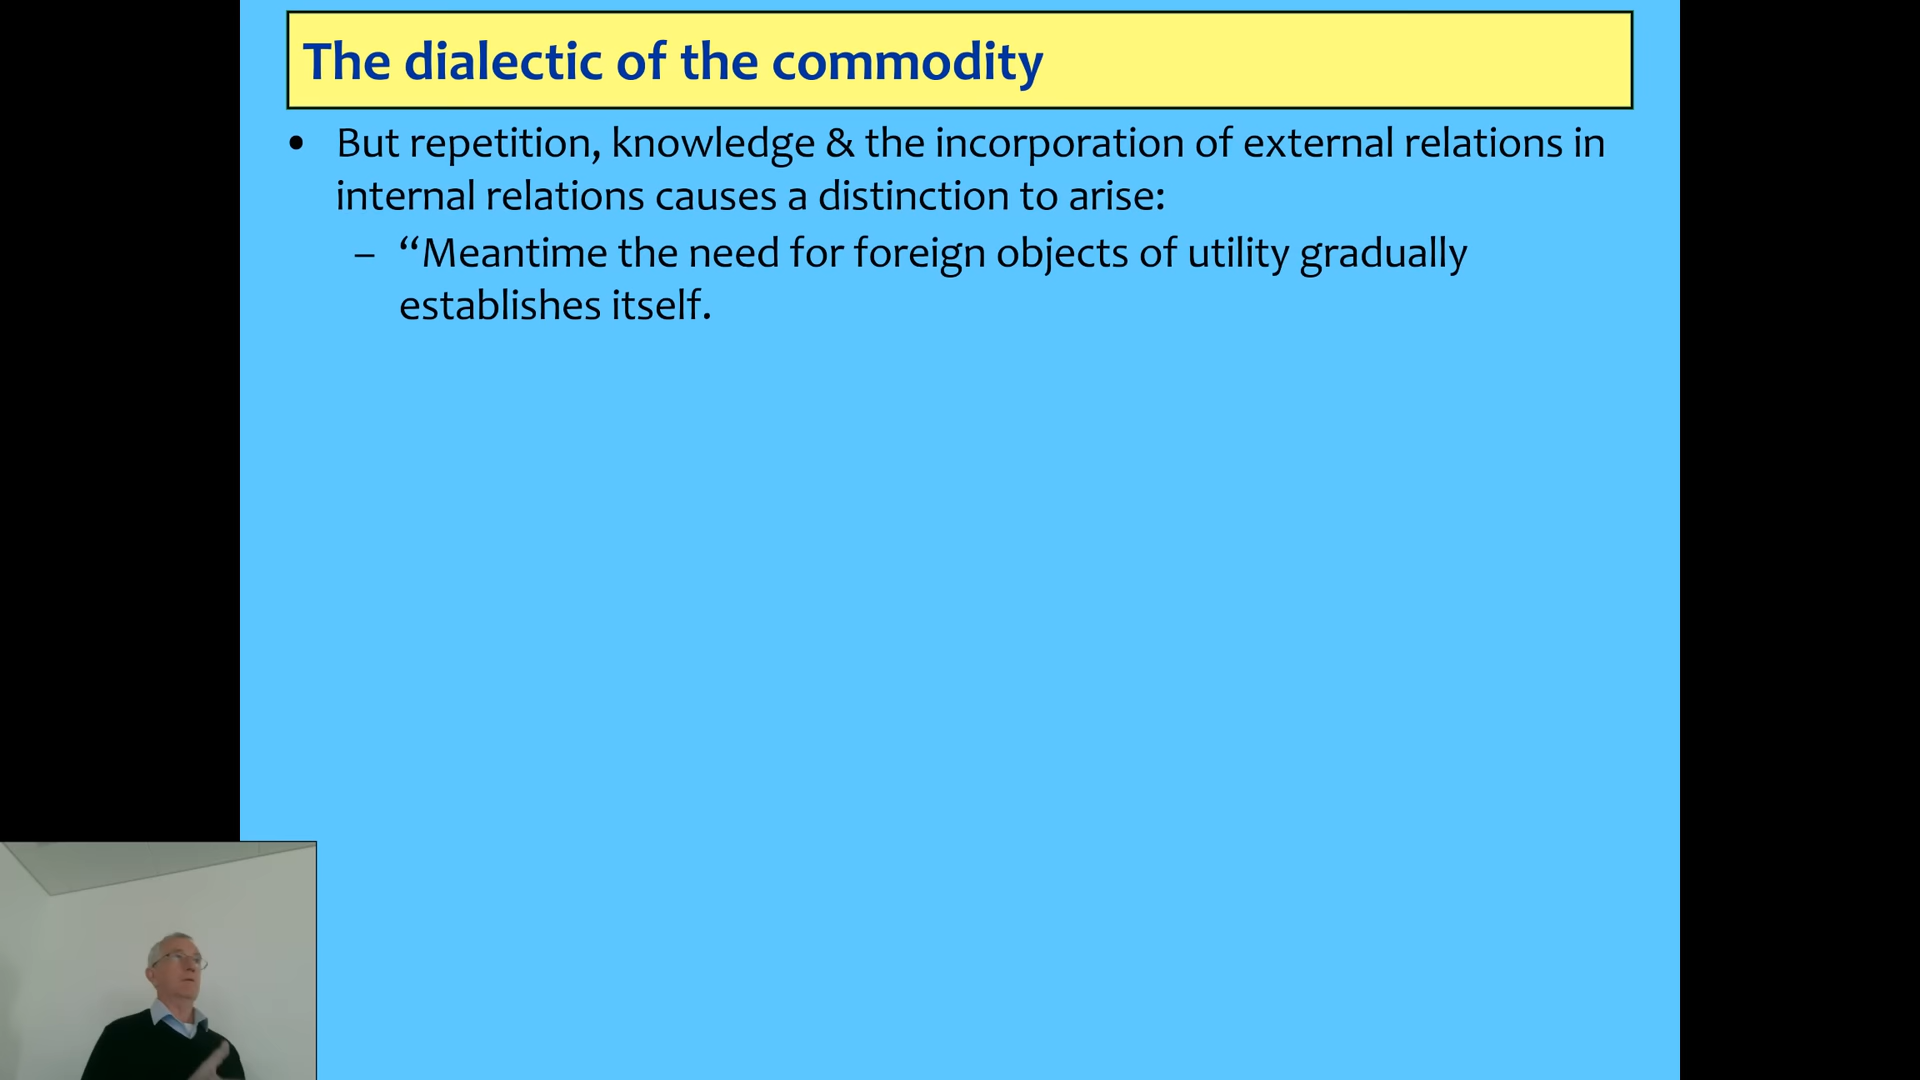 The dialectic of the commodity
• But repetition, knowledge & the incorporation of external relations in
internal relations causes a distinction to arise:
– “Meantime the need for foreign objects of utility gradually
establishes itself.